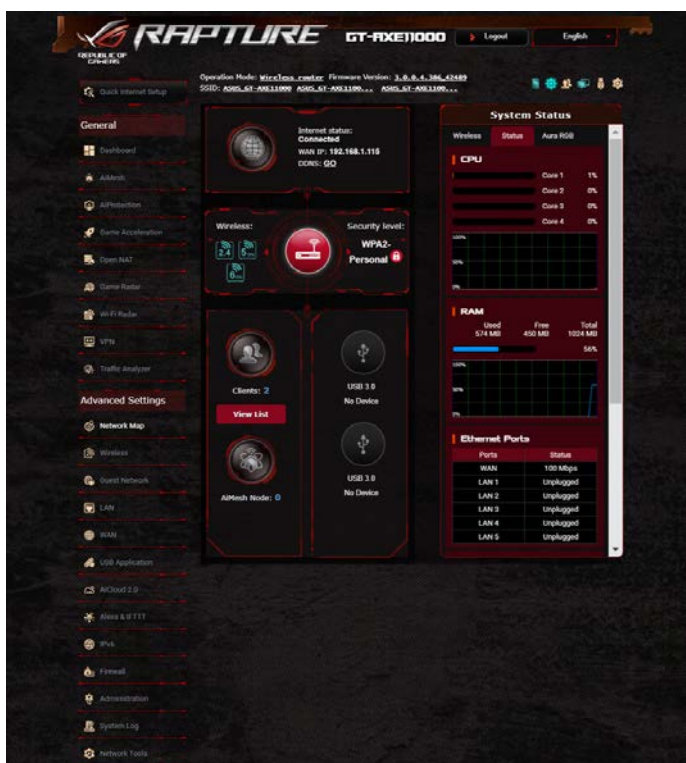 REPUBLIC OF
GAMERS
RAPTURE
GT-AXE11000
Logout
English
Quick Internet Setup
Operation Mode: Wireless router Firmware Version: 3.0.0.4.386_42489
SSID: ASUS_GT-AXE11000 ASUS_GT-AXE1100... ASUS_GT-AXE1100...
General
Dashboard
AiMesh
AiProtection
Game Acceleration
Open NAT
Game Radar
Wi-Fi Radar
VPN
Traffic Analyzer
Advanced Settings
Network Map
Wireless
Guest Network
LAN
WAN
USB Application
AiCloud 2.0
Alexa & IFTTT
IPv6
Firewall
Administration
System Log
Network Tools
Internet status:
Connected
WAN IP: 192.168.1.115
DDNS: GO
Wireless:
2.4
5
6
Security level:
WPA2-
Personal
Clients: 2
View List
AiMesh Node: 0
USB 3.0
No Device
USB 3.0
No Device
System Status
Wireless Status Aura RGB
CPU
Core 1 1%
Core 2 0%
Core 3 0%
Core 4 0%
100%
50%
0%
RAM
Used Free Total
574 MB 450 MB 1024 MB
56%
100%
50%
0%
Ethernet Ports
Ports Status
WAN 100 Mbps
LAN 1 Unplugged
LAN 2 Unplugged
LAN 3 Unplugged
LAN 4 Unplugged
LAN 5 Unplugged